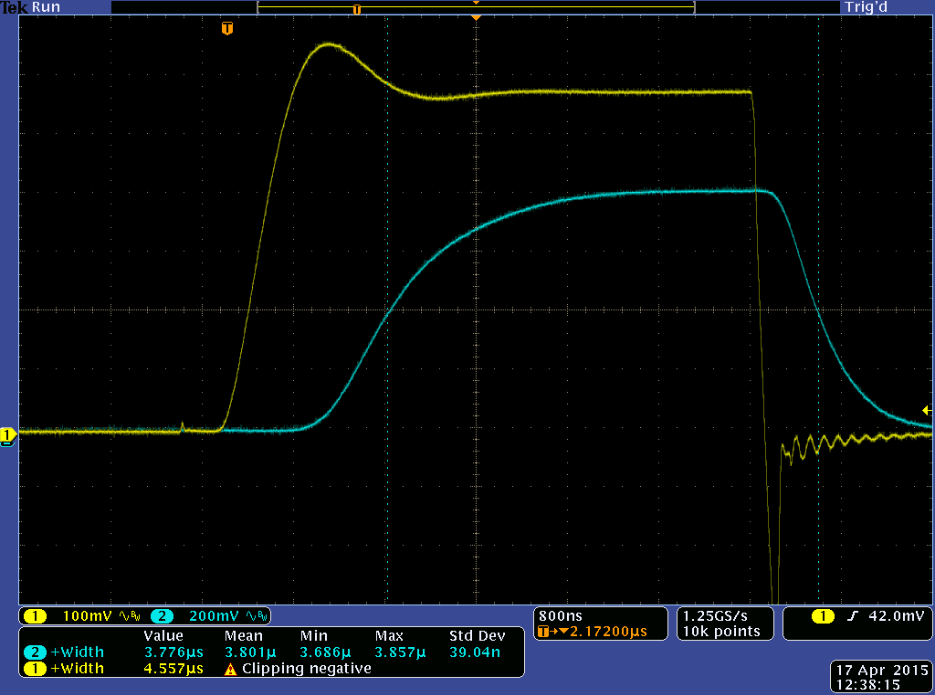 Tek Run Trig'd
T
T
1
1 100mV 2 200mV
800ns
T→▼2.17200µs
1.25GS/s
10k points
1 42.0mV
Value Mean Min Max Std Dev
2 +Width 3.776µs 3.801µ 3.686µ 3.857µ 39.04n
1 +Width 4.557µs Clipping negative
17 Apr 2015
12:38:15